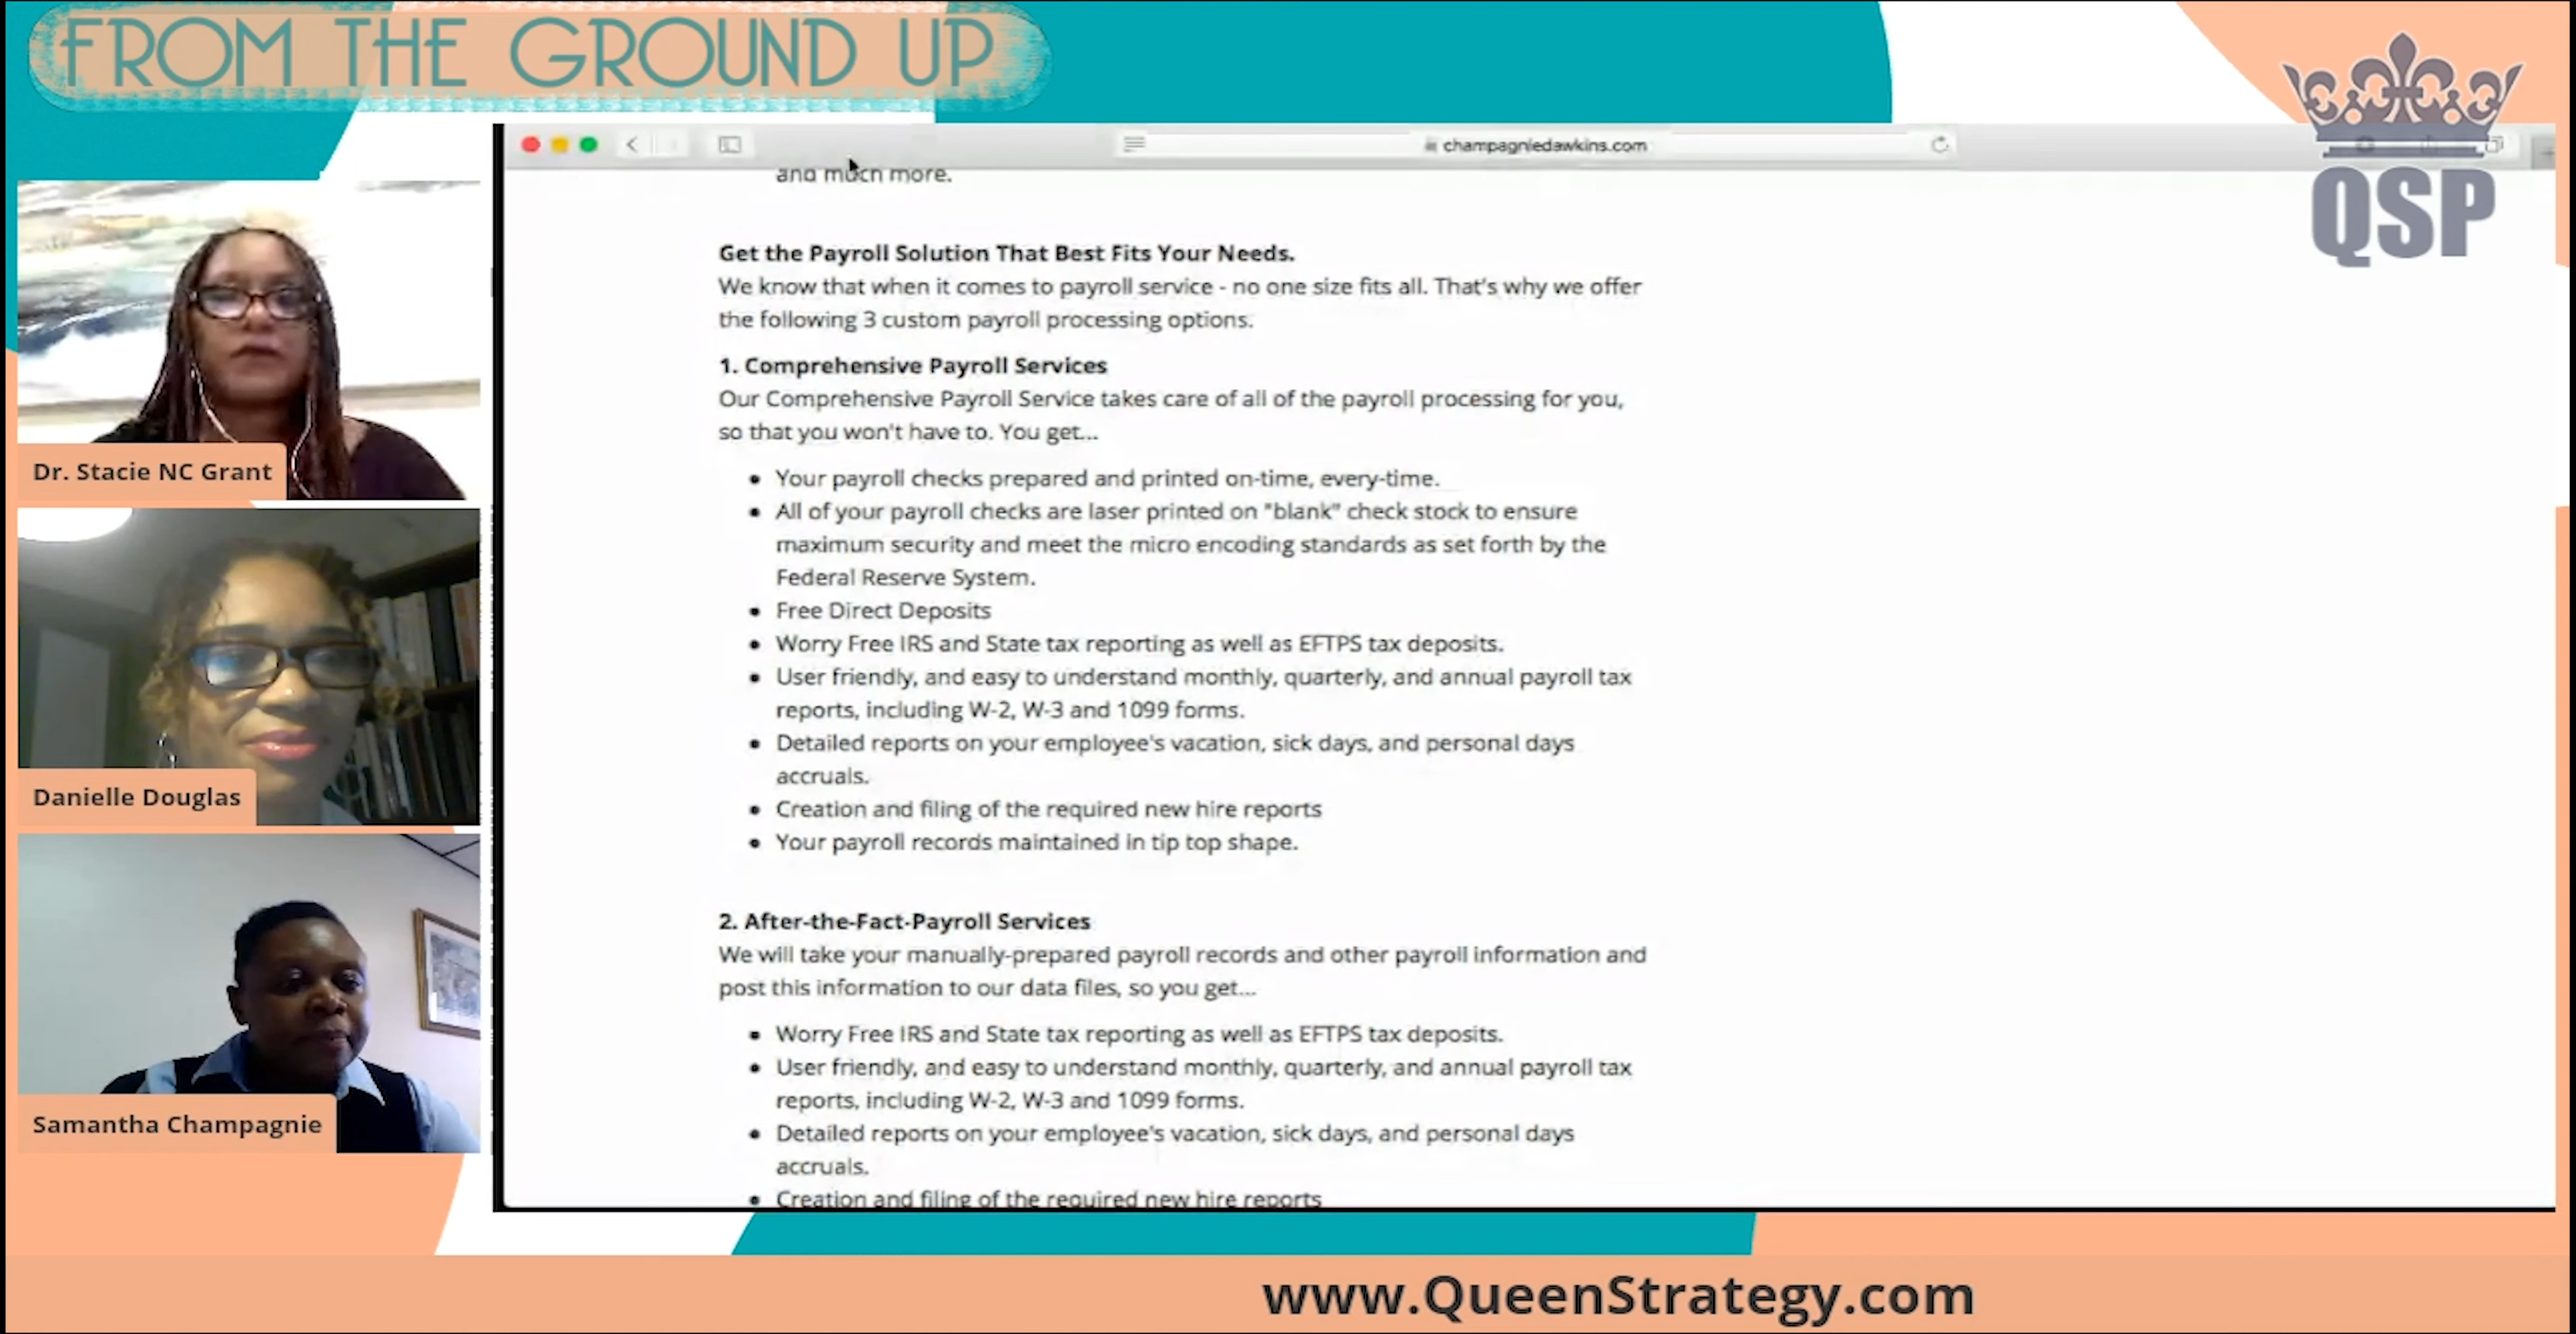 FROM THE GROUND UP
QSP
champagniedawkins.com
and much more.
Get the Payroll Solution That Best Fits Your Needs.
We know that when it comes to payroll service - no one size fits all. That's why we offer
the following 3 custom payroll processing options.
1. Comprehensive Payroll Services
Our Comprehensive Payroll Service takes care of all of the payroll processing for you,
so that you won't have to. You get...
• Your payroll checks prepared and printed on-time, every-time.
• All of your payroll checks are laser printed on "blank" check stock to ensure
maximum security and meet the micro encoding standards as set forth by the
Federal Reserve System.
• Free Direct Deposits
• Worry Free IRS and State tax reporting as well as EFTPS tax deposits.
• User friendly, and easy to understand monthly, quarterly, and annual payroll tax
reports, including W-2, W-3 and 1099 forms.
• Detailed reports on your employee's vacation, sick days, and personal days
accruals.
• Creation and filing of the required new hire reports
• Your payroll records maintained in tip top shape.
2. After-the-Fact-Payroll Services
We will take your manually-prepared payroll records and other payroll information and
post this information to our data files, so you get...
• Worry Free IRS and State tax reporting as well as EFTPS tax deposits.
• User friendly, and easy to understand monthly, quarterly, and annual payroll tax
reports, including W-2, W-3 and 1099 forms.
• Detailed reports on your employee's vacation, sick days, and personal days
accruals.
• Creation and filing of the required new hire reports
Dr. Stacie NC Grant
Danielle Douglas
Samantha Champagnie
www.QueenStrategy.com